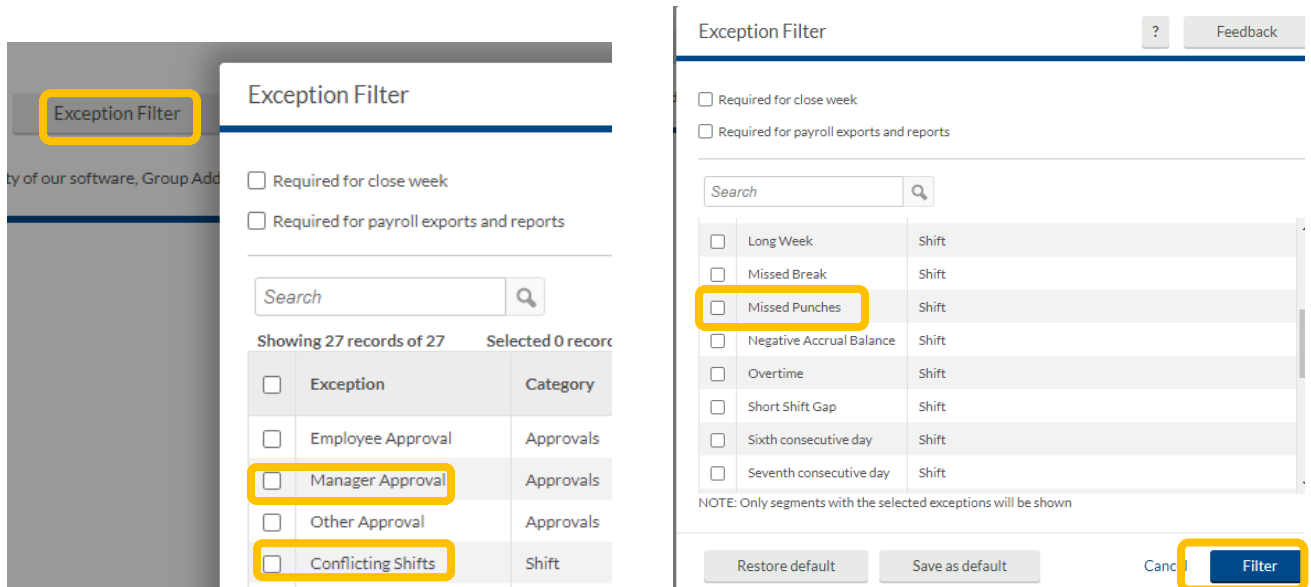 Exception Filter
ty of our software, Group Add
Exception Filter
Required for close week
Required for payroll exports and reports
Search
Showing 27 records of 27 Selected 0 record
Exception Category
Employee Approval Approvals
Manager Approval Approvals
Other Approval Approvals
Conflicting Shifts Shift
Exception Filter ? Feedback
Required for close week
Required for payroll exports and reports
Search
Long Week Shift
Missed Break Shift
Missed Punches Shift
Negative Accrual Balance Shift
Overtime Shift
Short Shift Gap Shift
Sixth consecutive day Shift
Seventh consecutive day Shift
NOTE: Only segments with the selected exceptions will be shown
Restore default Save as default Cancel Filter